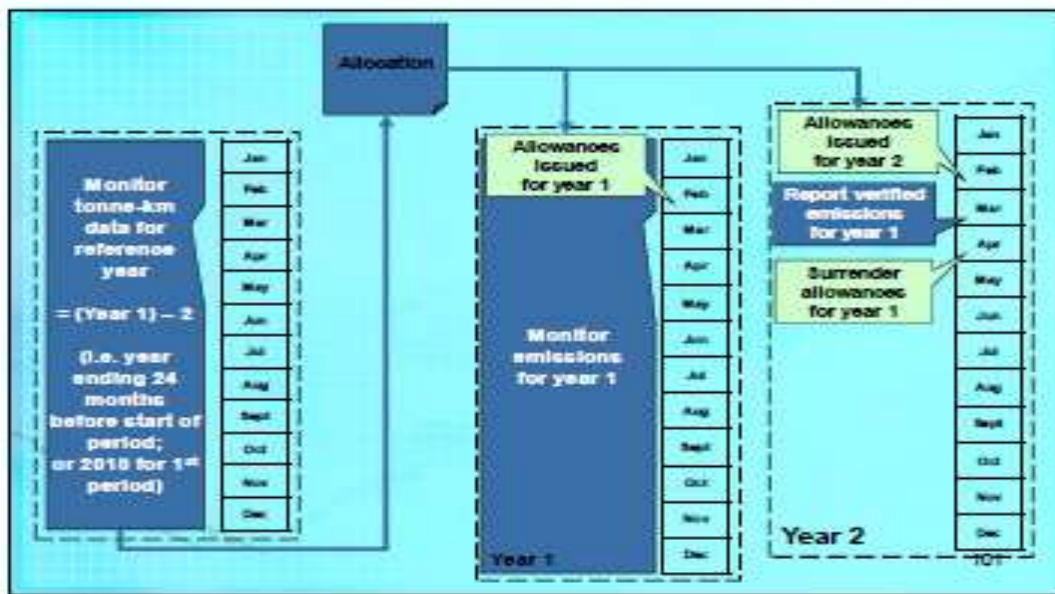 Allocation
Monitor
tonne-km
data for
reference
year
= (Year 1) – 2
(i.e. year
ending 24
months
before start of
period;
or 2010 for 1st
period)
Jan
Feb
Mar
Apr
May
Jun
Jul
Aug
Sept
Oct
Nov
Dec
Allowances
issued
for year 1
Monitor
emissions
for year 1
Year 1
Jan
Feb
Mar
Apr
May
Jun
Jul
Aug
Sept
Oct
Nov
Dec
Allowances
issued
for year 2
Report verified
emissions
for year 1
Surrender
allowances
for year 1
Year 2
Jan
Feb
Mar
Apr
May
Jun
Jul
Aug
Sept
Oct
Nov
Dec
101